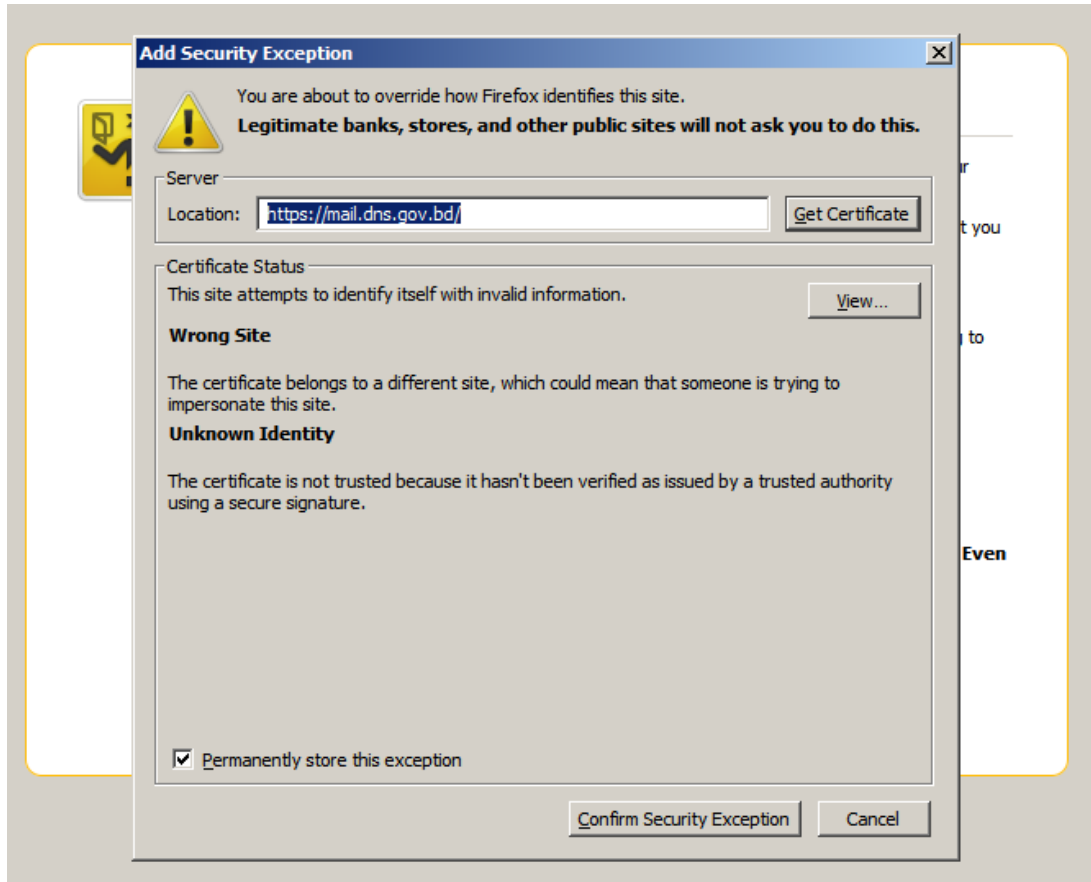 Add Security Exception
You are about to override how Firefox identifies this site.
Legitimate banks, stores, and other public sites will not ask you to do this.
Server
Location: https://mail.dns.gov.bd/ Get Certificate
Certificate Status
This site attempts to identify itself with invalid information. View...
Wrong Site
The certificate belongs to a different site, which could mean that someone is trying to
impersonate this site.
Unknown Identity
The certificate is not trusted because it hasn't been verified as issued by a trusted authority
using a secure signature.
Permanently store this exception
Confirm Security Exception Cancel
t you
to
Even